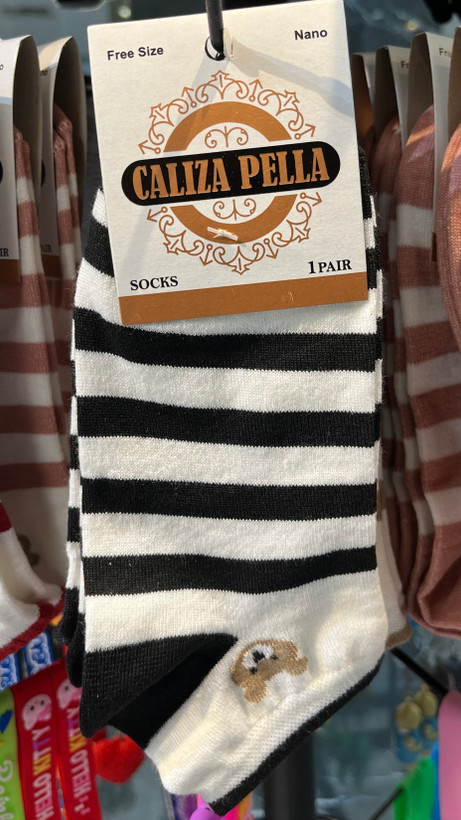 Free Size
Nano
CALIZA PELLA
SOCKS
1 PAIR